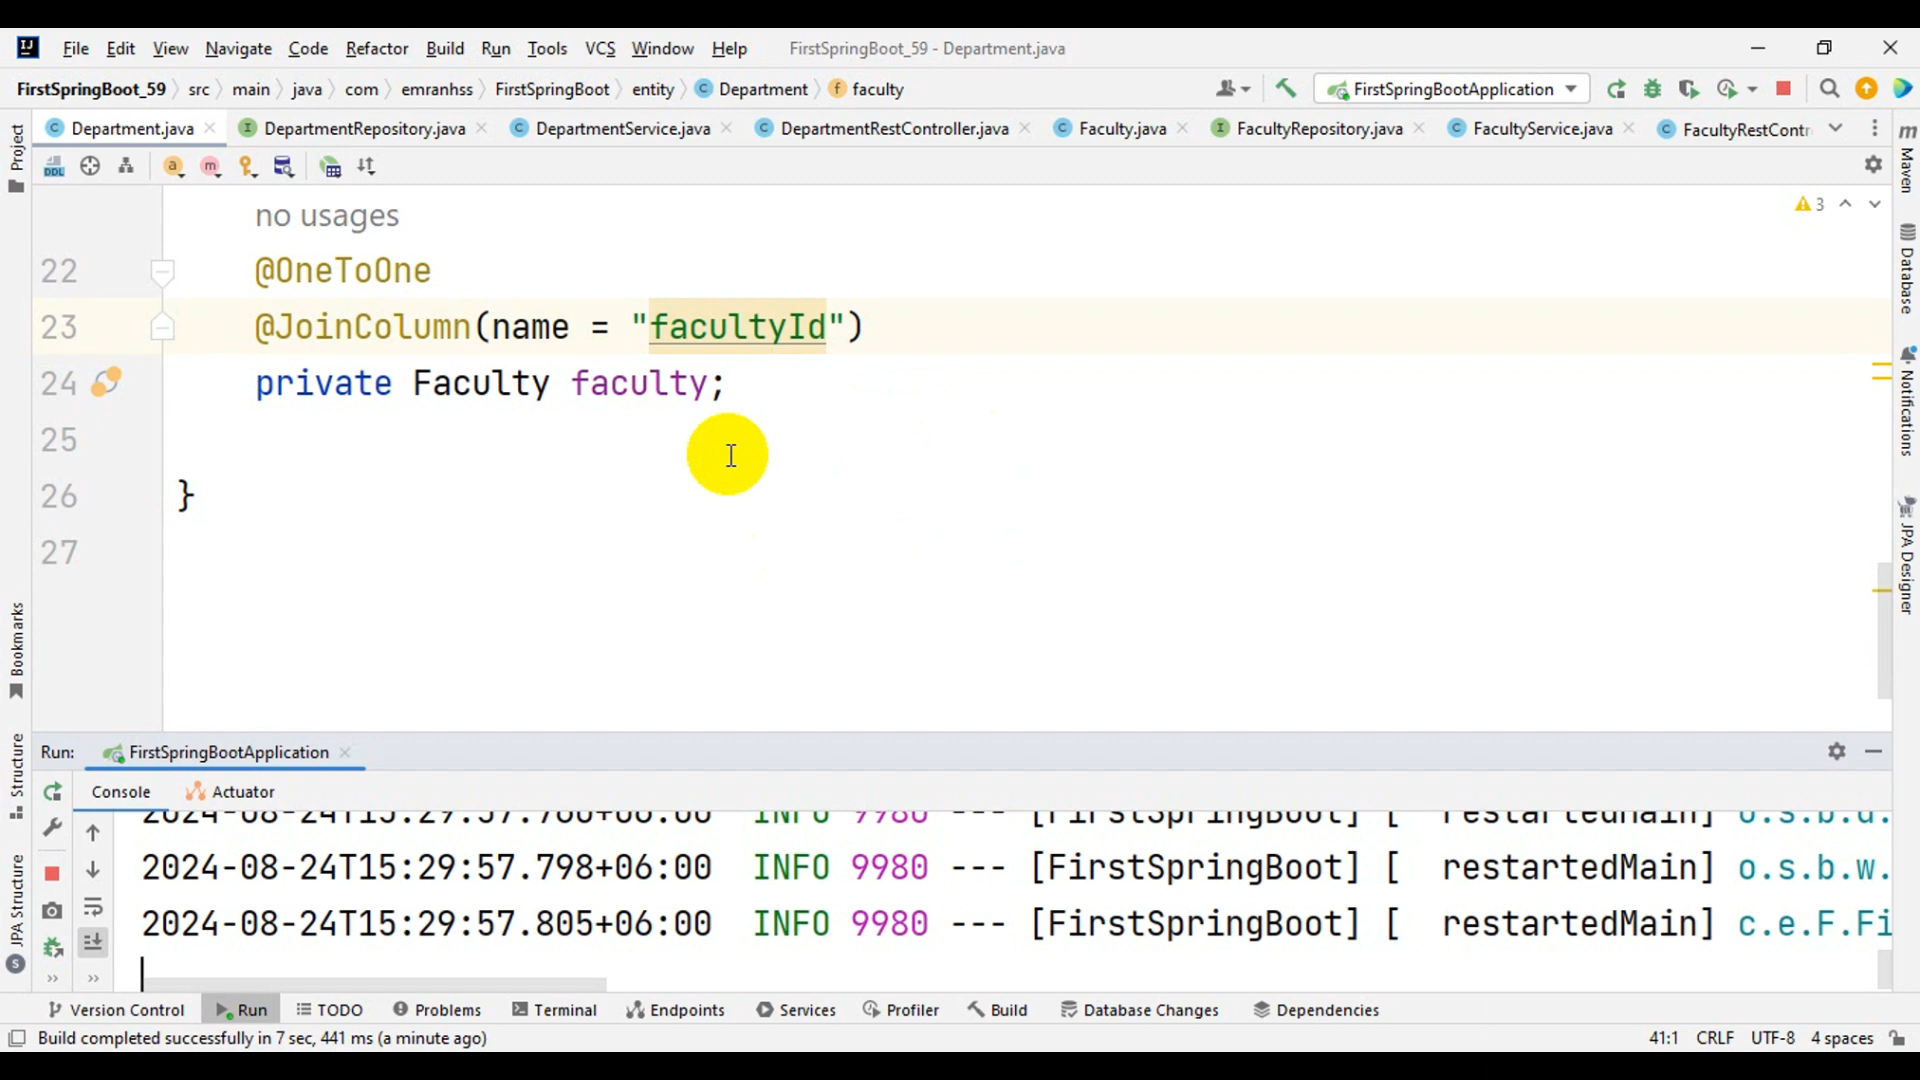 File Edit View Navigate Code Refactor Build Run Tools VCS Window Help FirstSpringBoot_59 - Department.java
FirstSpringBoot_59 src main java com emranhss FirstSpringBoot entity Department faculty FirstSpringBootApplication
Department.java DepartmentRepository.java DepartmentService.java DepartmentRestController.java Faculty.java FacultyRepository.java FacultyService.java FacultyRestContr
DDL
Project
Bookmarks
Structure
JPA Structure
Maven
Database
Notifications
JPA Designer
3
no usages
22 @OneToOne
23 @JoinColumn(name = "facultyId")
24 private Faculty faculty;
25
26 }
27
Run: FirstSpringBootApplication
Console Actuator
2024-08-24T15:29:57.798+06:00 INFO 9980 --- [FirstSpringBoot] [ restartedMain] o.s.b.w.
2024-08-24T15:29:57.805+06:00 INFO 9980 --- [FirstSpringBoot] [ restartedMain] c.e.F.Fi
Version Control Run TODO Problems Terminal Endpoints Services Profiler Build Database Changes Dependencies
Build completed successfully in 7 sec, 441 ms (a minute ago) 41:1 CRLF UTF-8 4 spaces